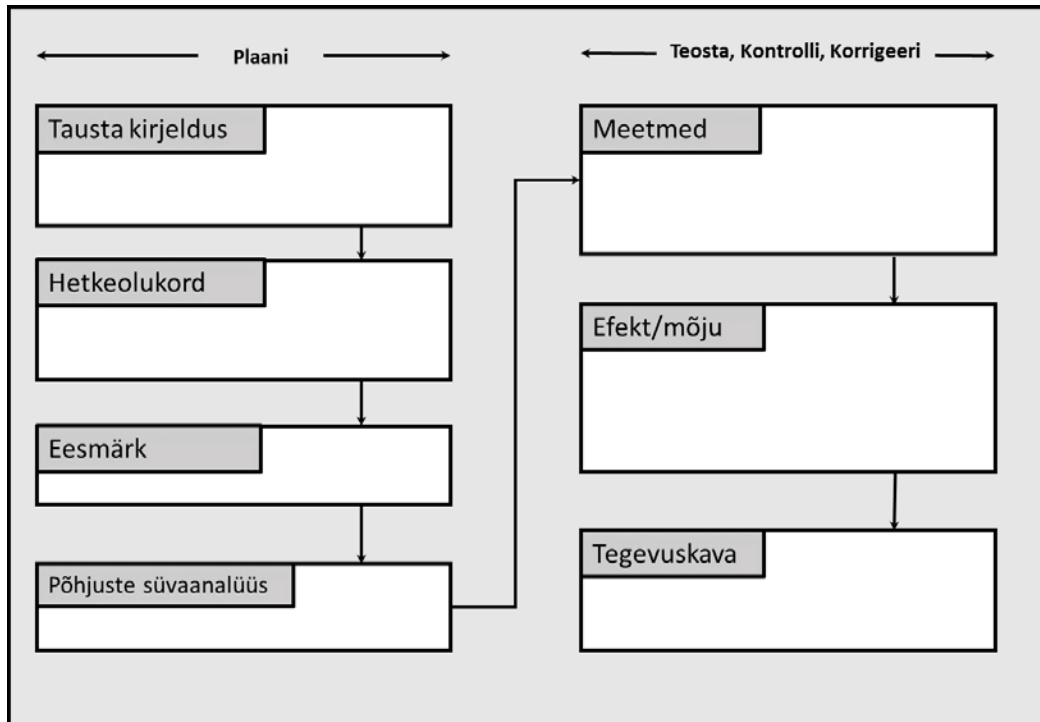 Plaani
Tausta kirjeldus
Hetkeolukord
Eesmärk
Põhjuste süvaanalüüs
Teosta, Kontrolli, Korrigeeri
Meetmed
Efekt/mõju
Tegevuskava